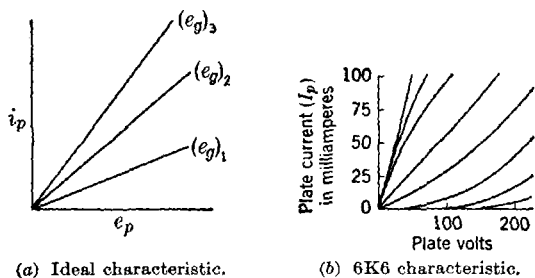 (e_g)_3
(e_g)_2
(e_g)_1
i_p
e_p
(a) Ideal characteristic.
Plate current (I_p)
in milliamperes
100
75
50
25
0
0 100 200
Plate volts
(b) 6K6 characteristic.